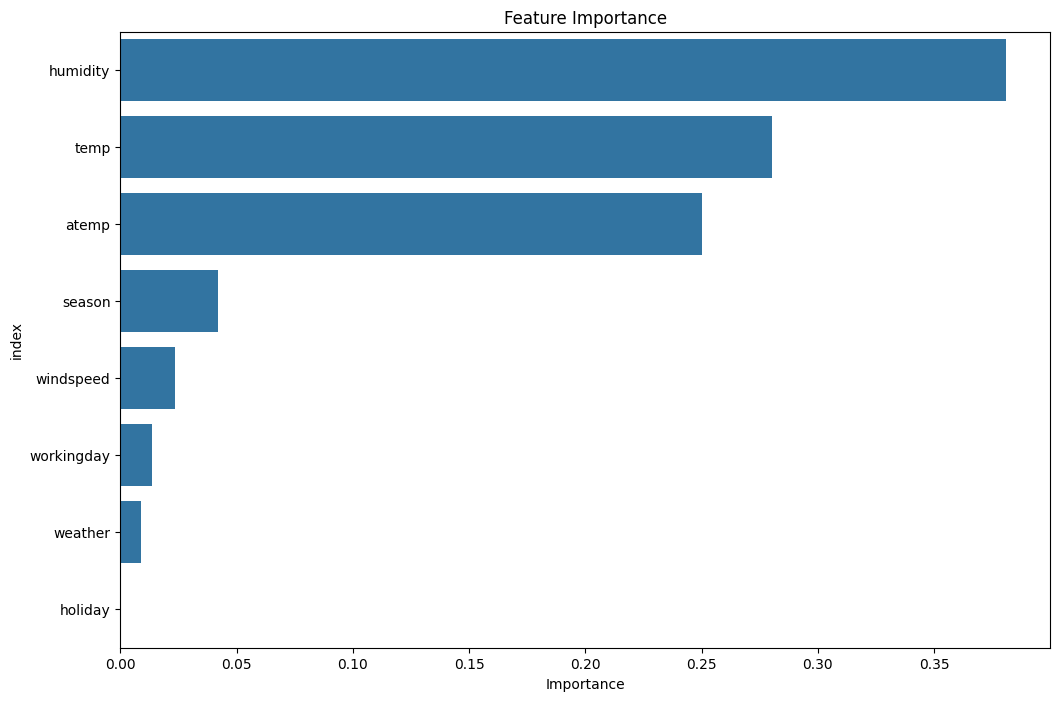 Feature Importance
humidity
temp
atemp
season
windspeed
workingday
weather
holiday
index
0.00 0.05 0.10 0.15 0.20 0.25 0.30 0.35
Importance